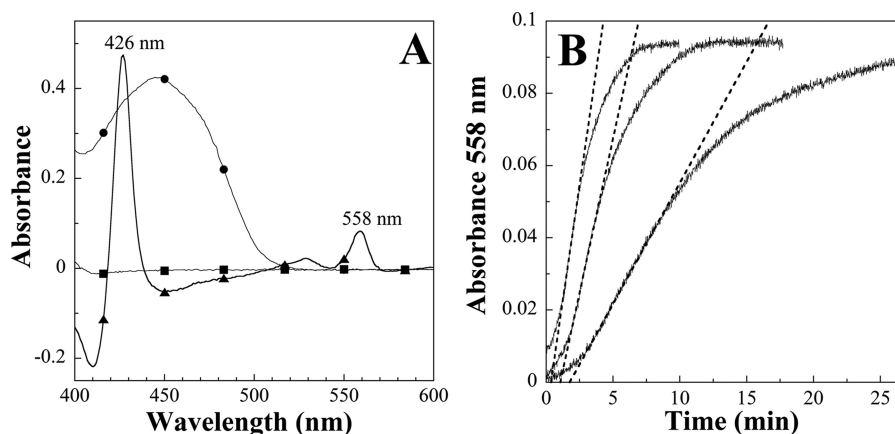 A
426 nm
558 nm
Absorbance
0.4
0.2
0
-0.2
400
450
500
550
600
Wavelength (nm)
B
Absorbance 558 nm
0.1
0.08
0.06
0.04
0.02
0
0
5
10
15
20
25
Time (min)